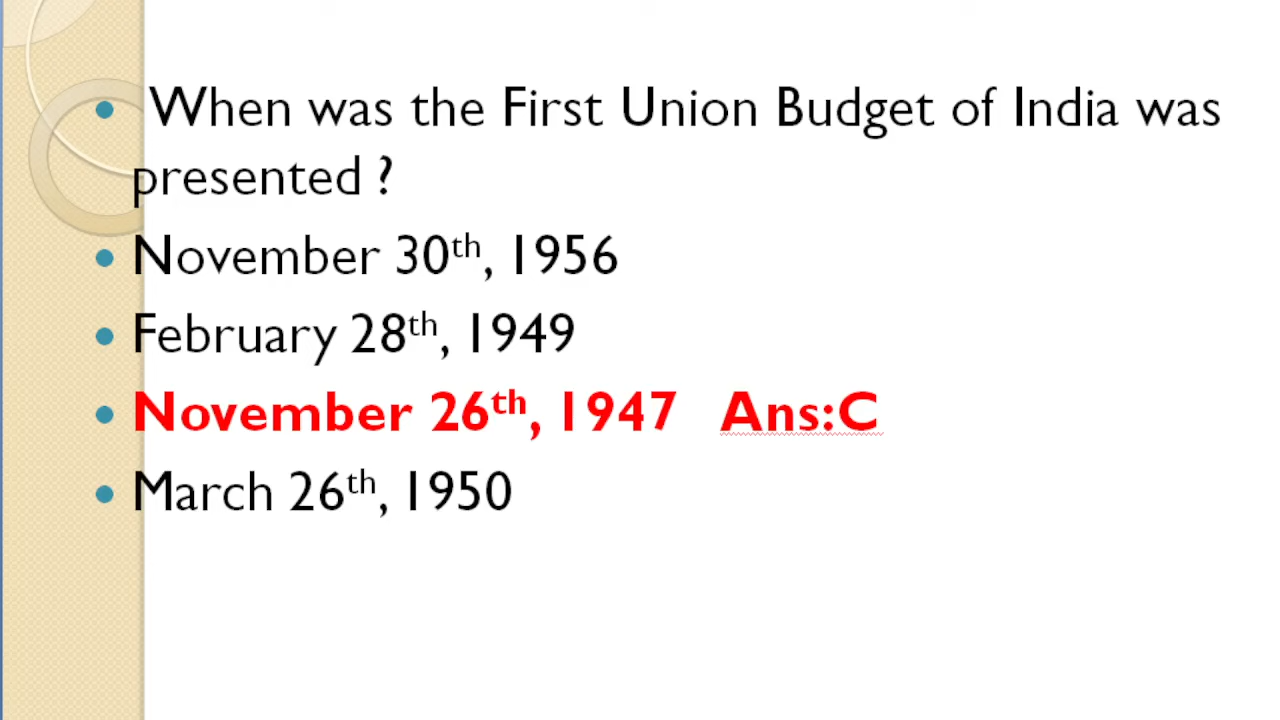 When was the First Union Budget of India was
presented ?
November 30th, 1956
February 28th, 1949
November 26th, 1947 Ans:C
March 26th, 1950